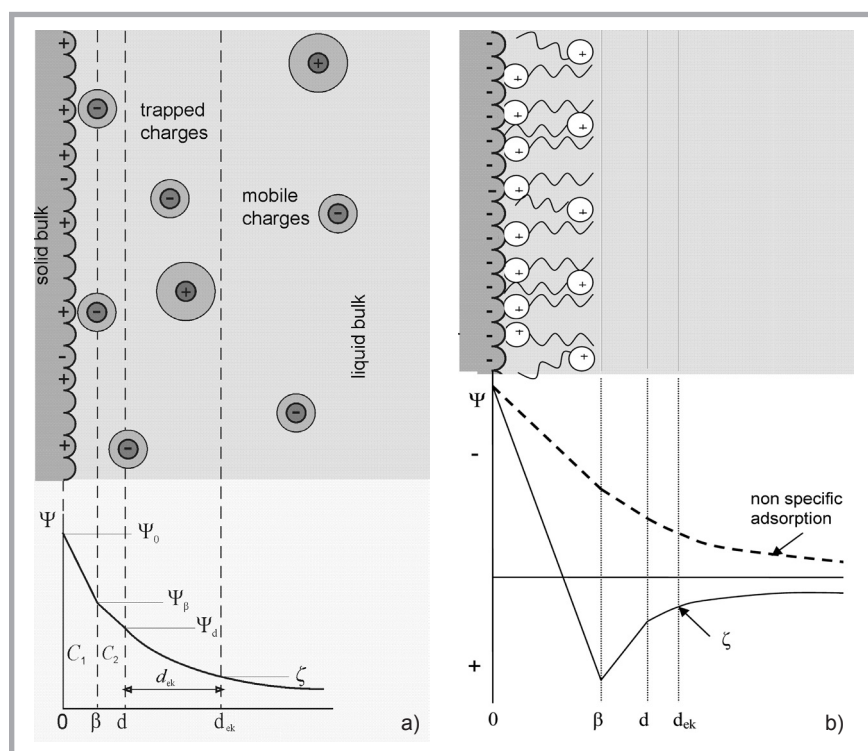 trapped
charges
mobile
charges
solid bulk
liquid bulk
+
-
+
+
-
+
+
-
+
+
-
-
-
-
-
-
+
+
Ψ
Ψ0
Ψβ
Ψd
ζ
C1 C2
dek
0 β d dek
a)
-
-
-
-
-
-
-
-
-
-
+
+
+
+
+
+
+
+
+
+
+
+
+
Ψ
-
+
non specific
adsorption
ζ
0 β d dek
b)